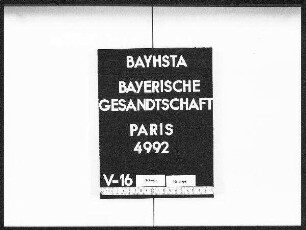 BAYHSTA
BAYERISCHE
GESANDTSCHAFT
PARIS
4992
V-16